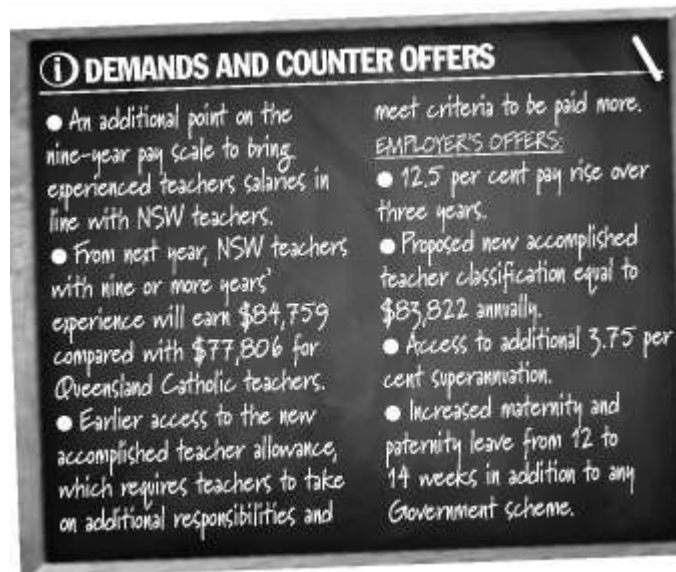 i DEMANDS AND COUNTER OFFERS
● An additional point on the
nine-year pay scale to bring
experienced teachers salaries in
line with NSW teachers.
● From next year, NSW teachers
with nine or more years'
experience will earn $84,759
compared with $77,806 for
Queensland Catholic teachers.
● Earlier access to the new
accomplished teacher allowance,
which requires teachers to take
on additional responsibilities and
meet criteria to be paid more.
EMPLOYER'S OFFERS:
● 12.5 per cent pay rise over
three years.
● Proposed new accomplished
teacher classification equal to
$83,822 annually.
● Access to additional 3.75 per
cent superannuation.
● Increased maternity and
paternity leave from 12 to
14 weeks in addition to any
Government scheme.